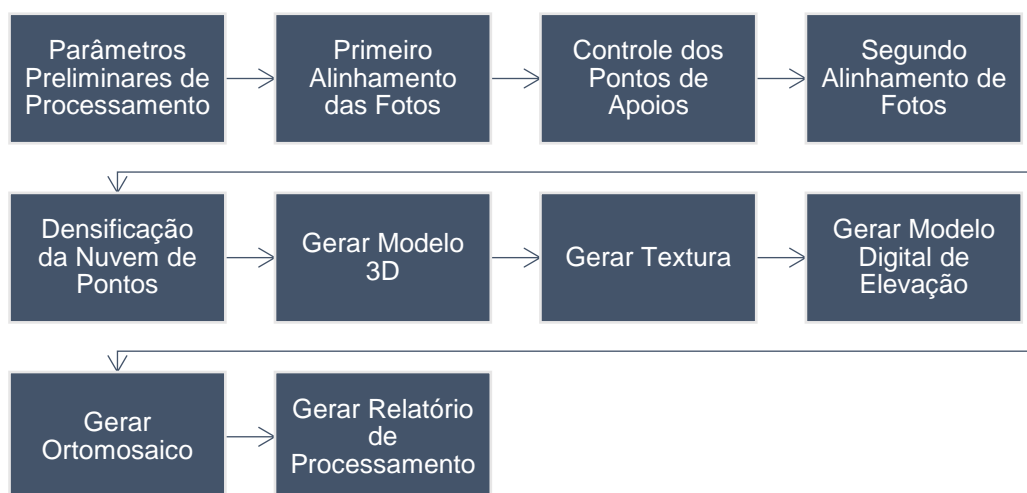 Parâmetros
Preliminares de
Processamento
Primeiro
Alinhamento
das Fotos
Controle dos
Pontos de
Apoios
Segundo
Alinhamento de
Fotos
Densificação
da Nuvem de
Pontos
Gerar Modelo
3D
Gerar Textura
Gerar Modelo
Digital de
Elevação
Gerar
Ortomosaico
Gerar Relatório
de
Processamento